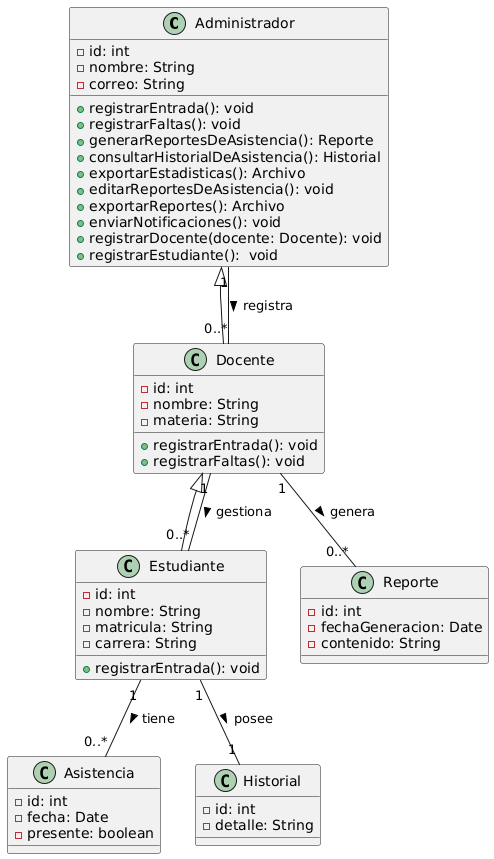 C Administrador
id: int
nombre: String
correo: String
registrarEntrada(): void
registrarFaltas(): void
generarReportesDeAsistencia(): Reporte
consultarHistorialDeAsistencia(): Historial
exportarEstadisticas(): Archivo
editarReportesDeAsistencia(): void
exportarReportes(): Archivo
enviarNotificaciones(): void
registrarDocente(docente: Docente): void
registrarEstudiante():  void
1
registra
0..*
C Docente
id: int
nombre: String
materia: String
registrarEntrada(): void
registrarFaltas(): void
1
1
gestiona
genera
0..*
0..*
C Estudiante
id: int
nombre: String
matricula: String
carrera: String
registrarEntrada(): void
C Reporte
id: int
fechaGeneracion: Date
contenido: String
1
1
tiene
posee
0..*
1
C Asistencia
id: int
fecha: Date
presente: boolean
C Historial
id: int
detalle: String